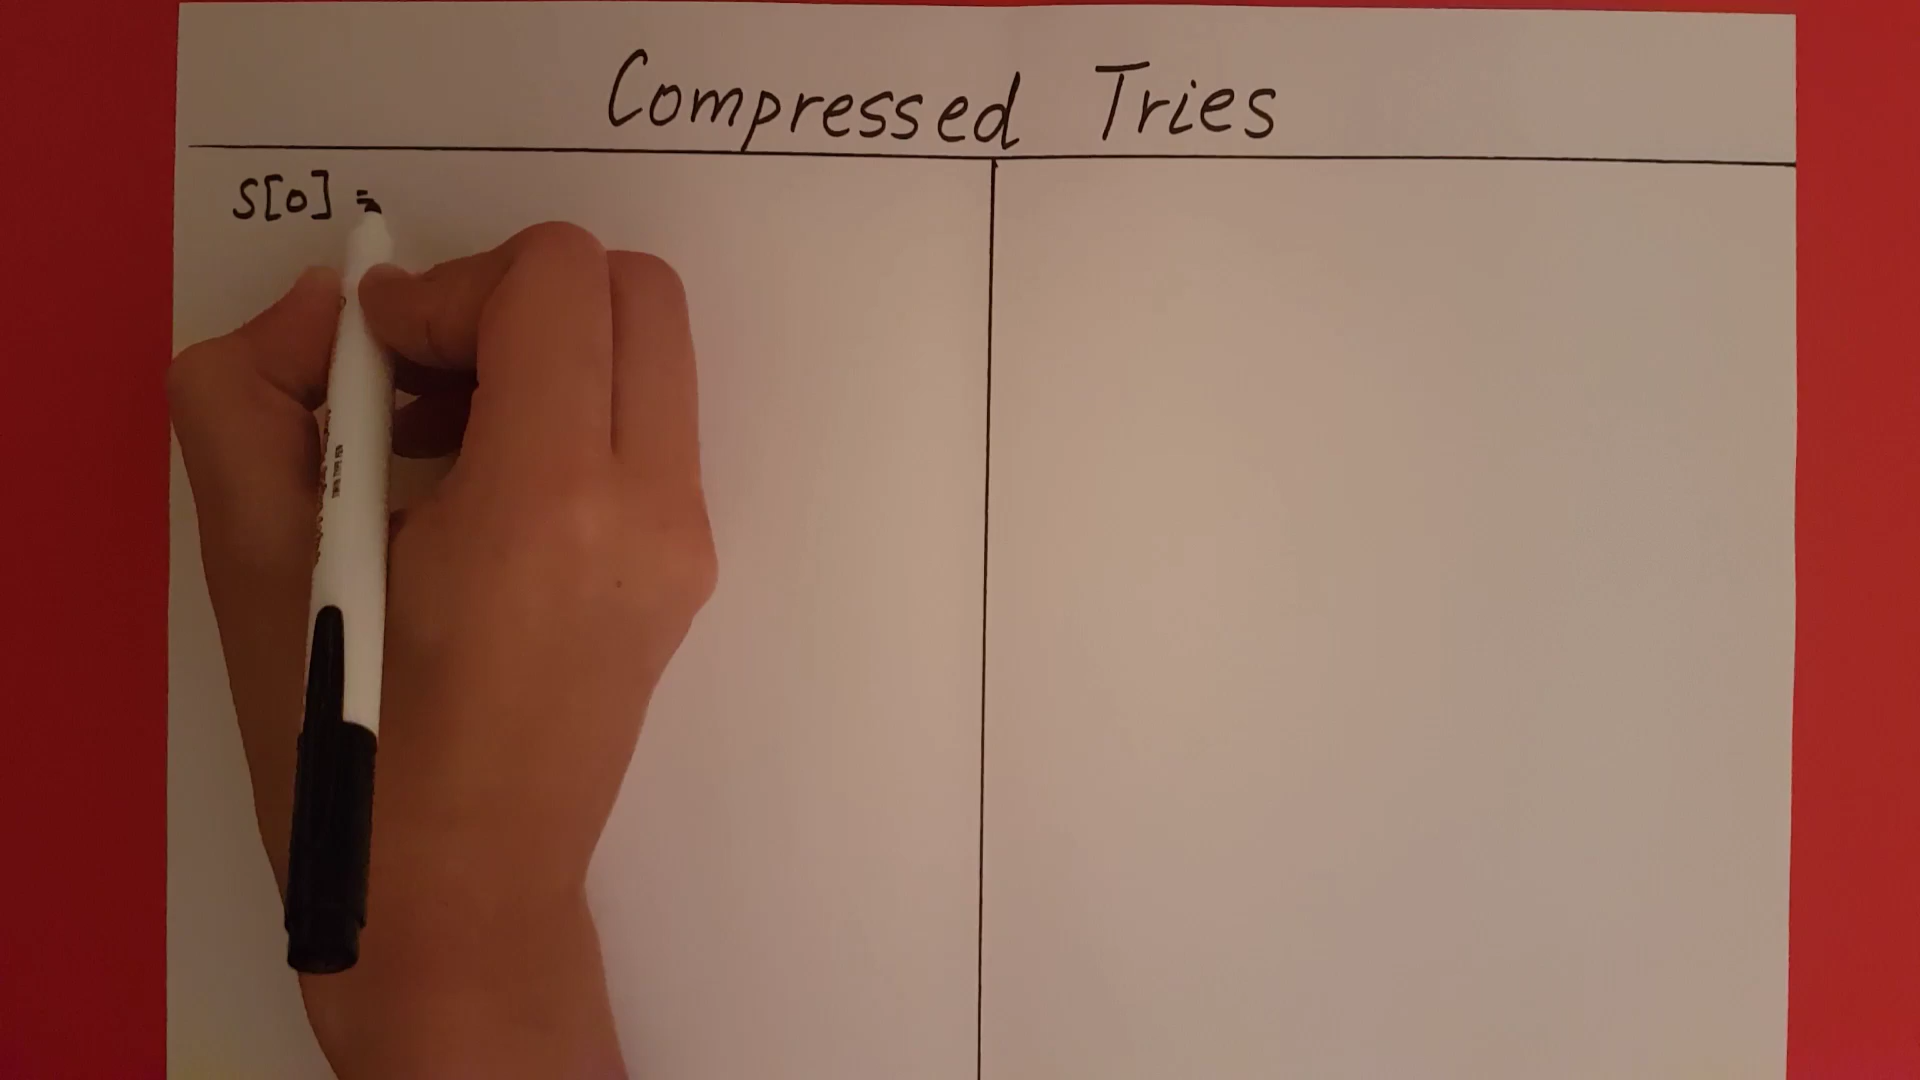 Compressed Tries
S[0] =